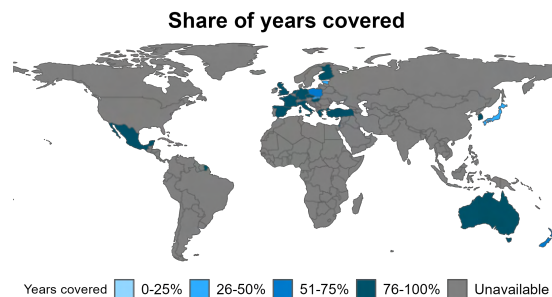 Share of years covered
Years covered 0-25% 26-50% 51-75% 76-100% Unavailable